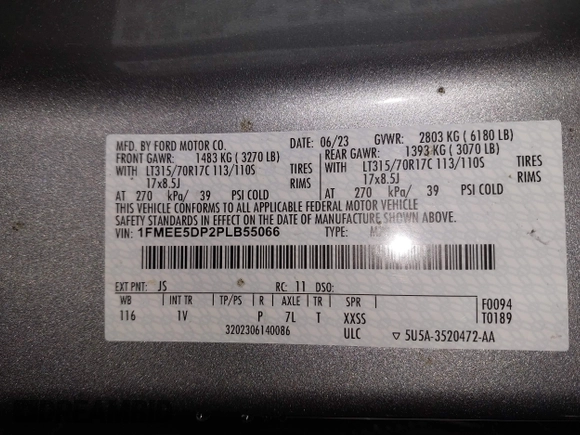 MFD. BY FORD MOTOR CO. DATE: 06/23 GVWR: 2803 KG ( 6180 LB)
FRONT GAWR: 1483 KG ( 3270 LB) REAR GAWR: 1393 KG ( 3070 LB)
WITH LT315/70R17C 113/110S TIRES WITH LT315/70R17C 113/110S TIRES
17x8.5J RIMS 17x8.5J RIMS
AT 270 kPa/ 39 PSI COLD AT 270 kPa/ 39 PSI COLD
THIS VEHICLE CONFORMS TO ALL APPLICABLE FEDERAL MOTOR VEHICLE
SAFETY STANDARDS IN EFFECT ON THE DATE OF MANUFACTURE SHOWN ABOVE.
VIN: 1FMEE5DP2PLB55066 TYPE:
EXT PNT: JS RC: 11 DSO:
WB INT TR TP/PS R AXLE TR SPR F0094
116 1V P 7L T XXSS T0189
3202306140086 ULC ▽ 5U5A-3520472-AA